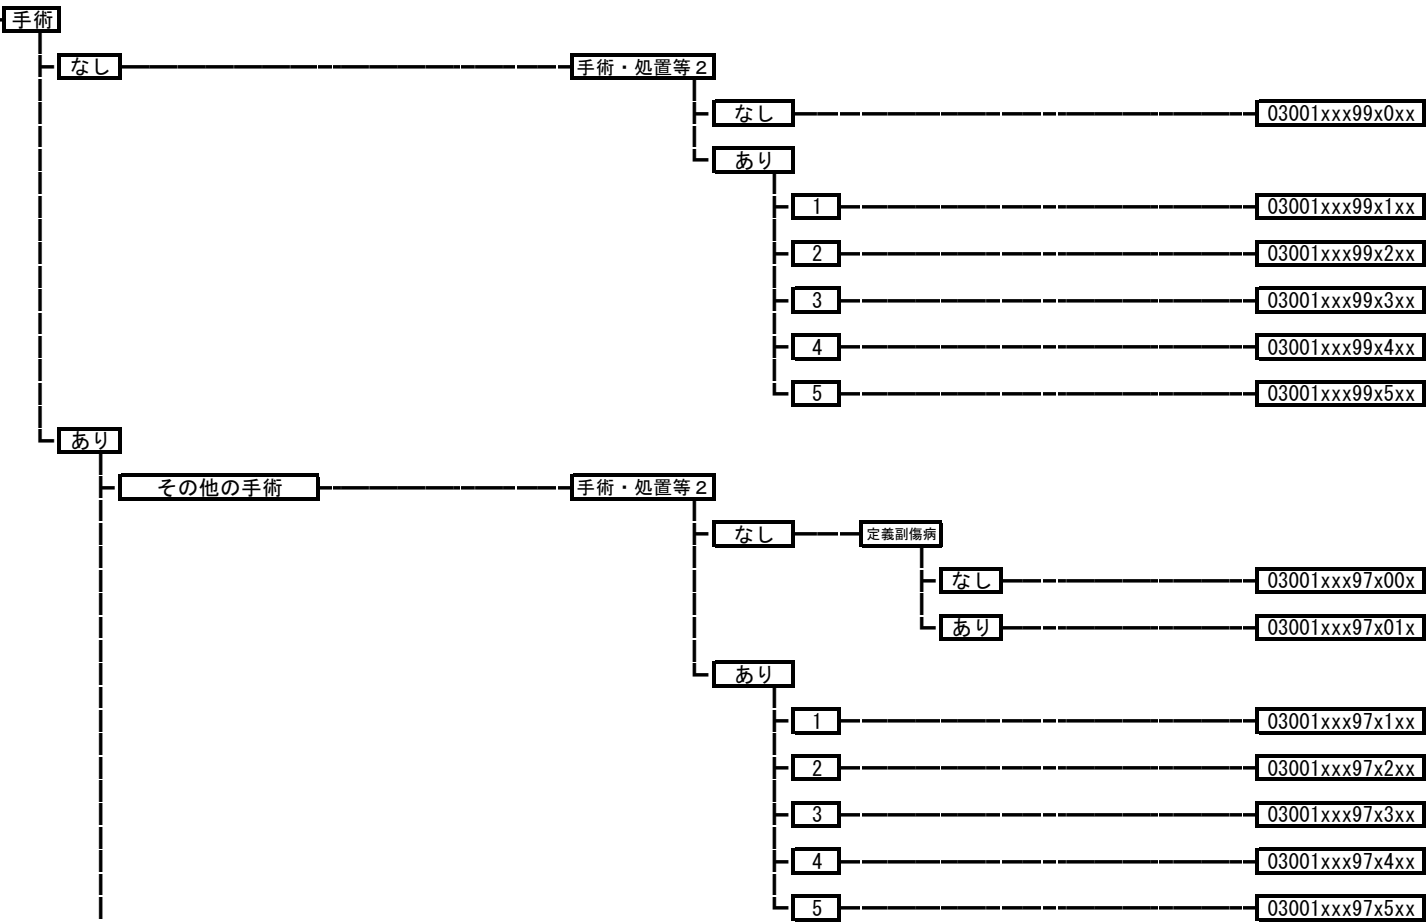 手術
なし 手術・処置等２
なし 03001xxx99x0xx
あり
1 03001xxx99x1xx
2 03001xxx99x2xx
3 03001xxx99x3xx
4 03001xxx99x4xx
5 03001xxx99x5xx
あり
その他の手術 手術・処置等２
なし 定義副傷病
なし 03001xxx97x00x
あり 03001xxx97x01x
あり
1 03001xxx97x1xx
2 03001xxx97x2xx
3 03001xxx97x3xx
4 03001xxx97x4xx
5 03001xxx97x5xx